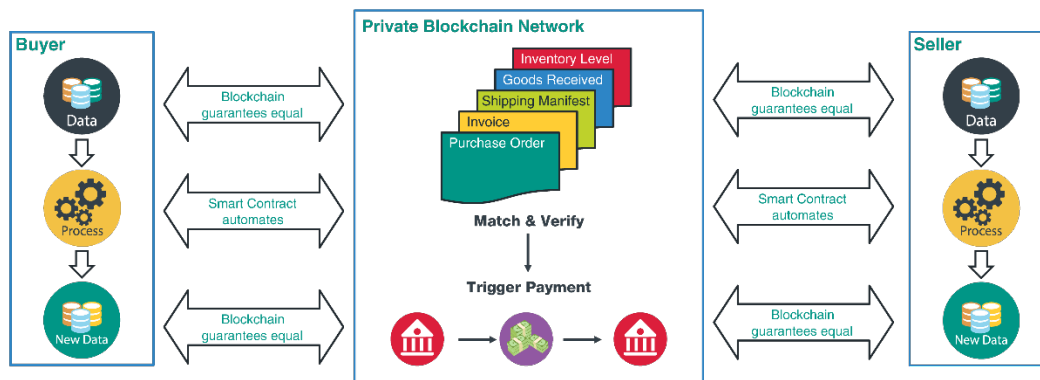 Buyer
Data
Process
New Data
Blockchain
guarantees equal
Smart Contract
automates
Blockchain
guarantees equal
Private Blockchain Network
Inventory Level
Goods Received
Shipping Manifest
Invoice
Purchase Order
Match & Verify
Trigger Payment
Blockchain
guarantees equal
Smart Contract
automates
Blockchain
guarantees equal
Seller
Data
Process
New Data